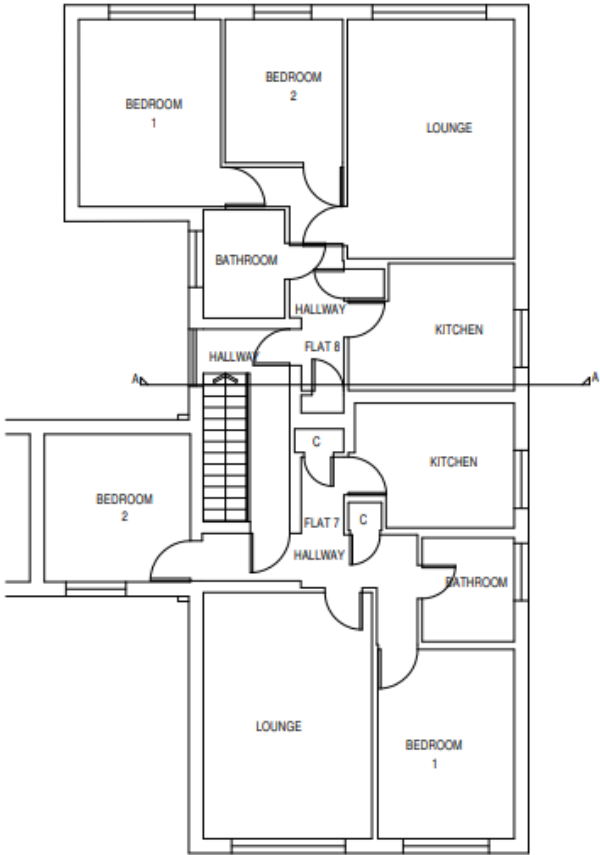 BEDROOM
1
BEDROOM
2
LOUNGE
BATHROOM
HALLWAY
KITCHEN
FLAT 8
HALLWAY
A
A
C
KITCHEN
BEDROOM
2
C
FLAT 7
HALLWAY
BATHROOM
LOUNGE
BEDROOM
1